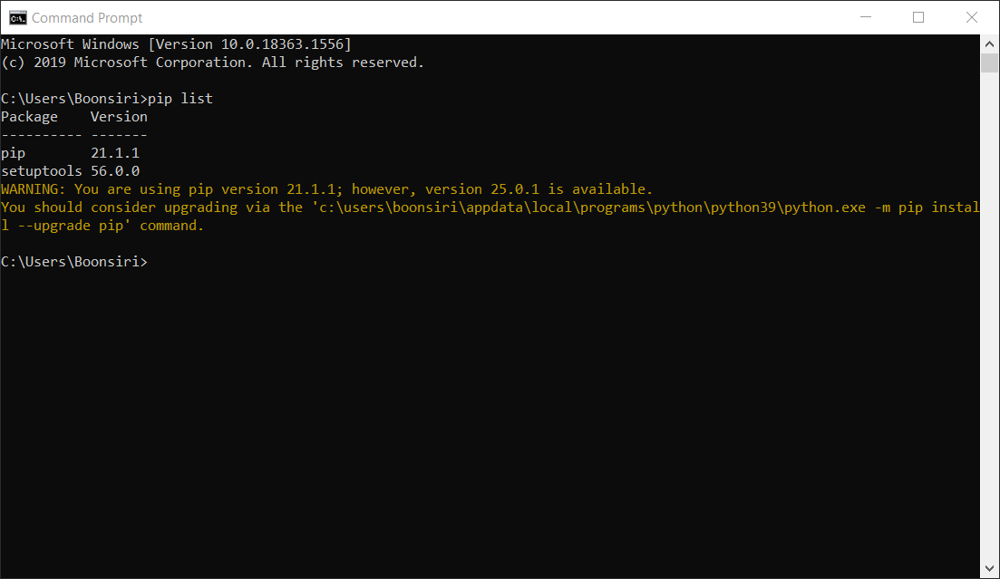 Command Prompt
Microsoft Windows [Version 10.0.18363.1556]
(c) 2019 Microsoft Corporation. All rights reserved.
C:\Users\Boonsiri>pip list
Package    Version
---------- -------
pip        21.1.1
setuptools 56.0.0
WARNING: You are using pip version 21.1.1; however, version 25.0.1 is available.
You should consider upgrading via the 'c:\users\boonsiri\appdata\local\programs\python\python39\python.exe -m pip instal
l --upgrade pip' command.
C:\Users\Boonsiri>